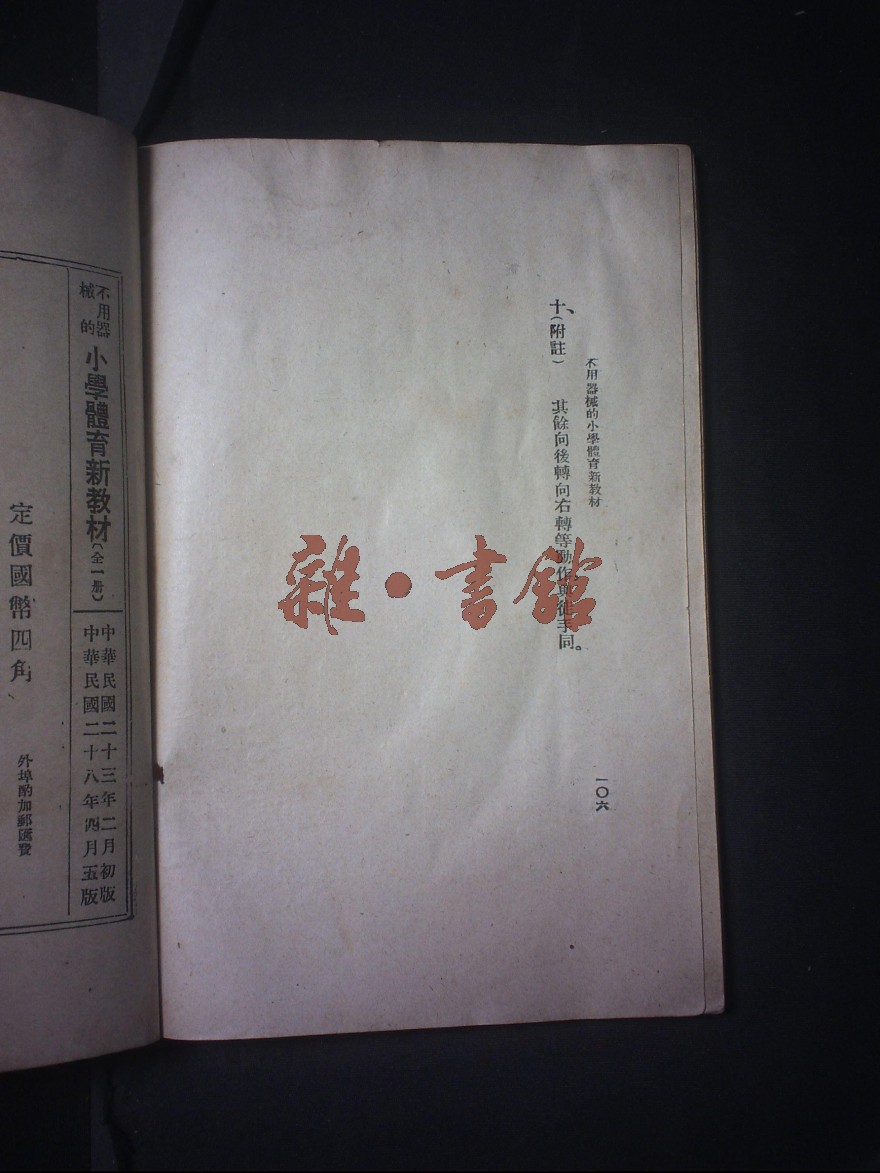 不用器械的小學體育新教材
一〇六
十、(附註) 其餘向後轉向右轉等動作與徒手同。
雜·書館
不用器械的 小學體育新教材(全一册)
中華民國二十三年二月初版
中華民國二十八年四月五版
定價國幣四角
外埠酌加郵匯費